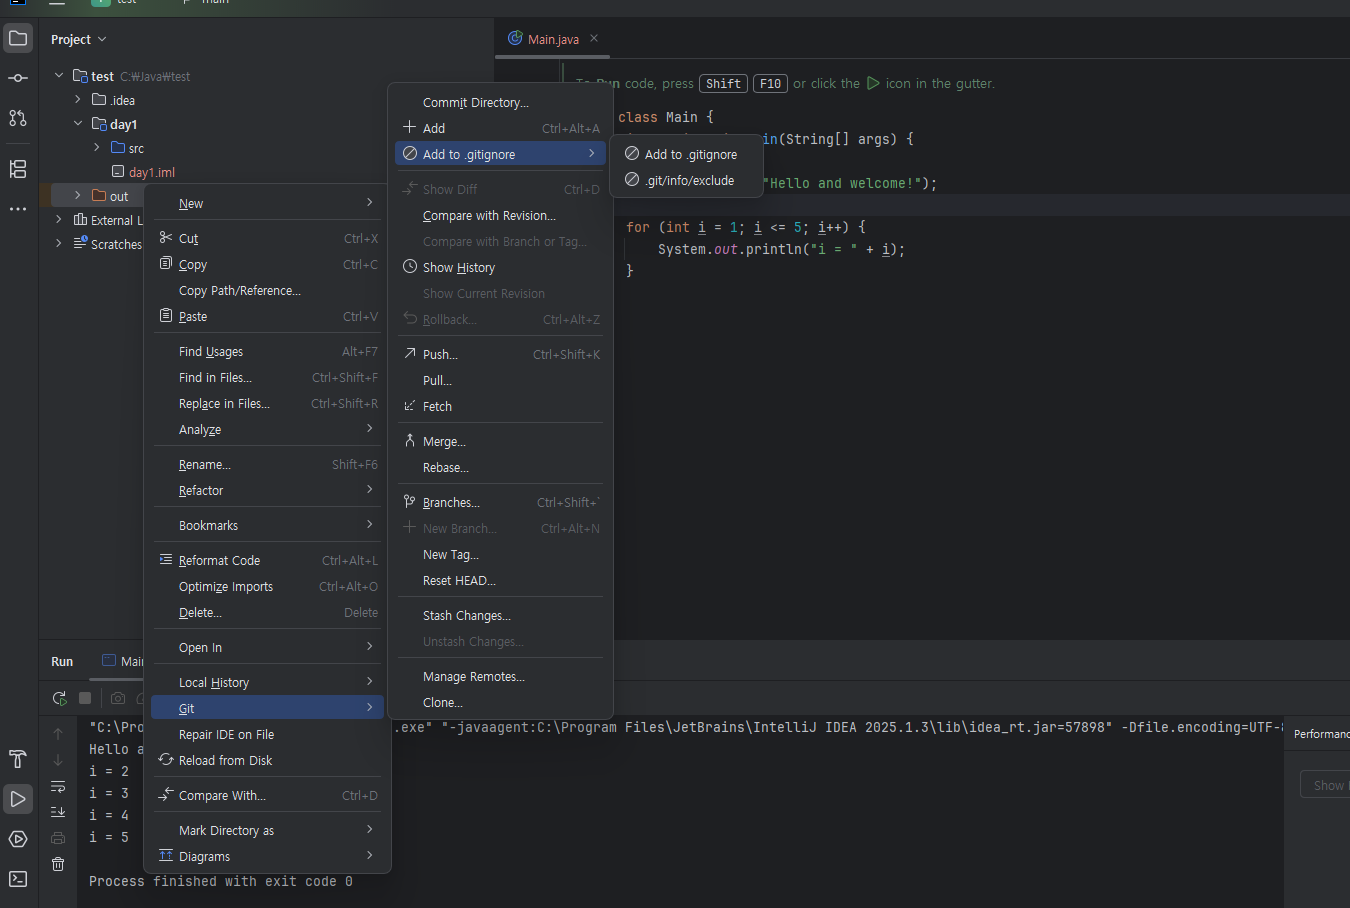 test
main
Project
Main.java
test C:₩Java₩test
.idea
day1
src
day1.iml
out
External L
Scratches
code, press Shift F10 or click the icon in the gutter.
class Main {
in(String[] args) {
"Hello and welcome!");
for (int i = 1; i <= 5; i++) {
System.out.println("i = " + i);
}
New
Cut Ctrl+X
Copy Ctrl+C
Copy Path/Reference...
Paste Ctrl+V
Find Usages Alt+F7
Find in Files... Ctrl+Shift+F
Replace in Files... Ctrl+Shift+R
Analyze
Rename... Shift+F6
Refactor
Bookmarks
Reformat Code Ctrl+Alt+L
Optimize Imports Ctrl+Alt+O
Delete... Delete
Open In
Local History
Git
Repair IDE on File
Reload from Disk
Compare With... Ctrl+D
Mark Directory as
Diagrams
Commit Directory...
Add Ctrl+Alt+A
Add to .gitignore
Show Diff Ctrl+D
Compare with Revision...
Compare with Branch or Tag...
Show History
Show Current Revision
Rollback... Ctrl+Alt+Z
Push... Ctrl+Shift+K
Pull...
Fetch
Merge...
Rebase...
Branches... Ctrl+Shift+`
New Branch... Ctrl+Alt+N
New Tag...
Reset HEAD...
Stash Changes...
Unstash Changes...
Manage Remotes...
Clone...
Add to .gitignore
.git/info/exclude
Run
Main
"C:\Pro .exe" "-javaagent:C:\Program Files\JetBrains\IntelliJ IDEA 2025.1.3\lib\idea_rt.jar=57898" -Dfile.encoding=UTF-8
Hello a
i = 2
i = 3
i = 4
i = 5
Process finished with exit code 0
Performanc
Show